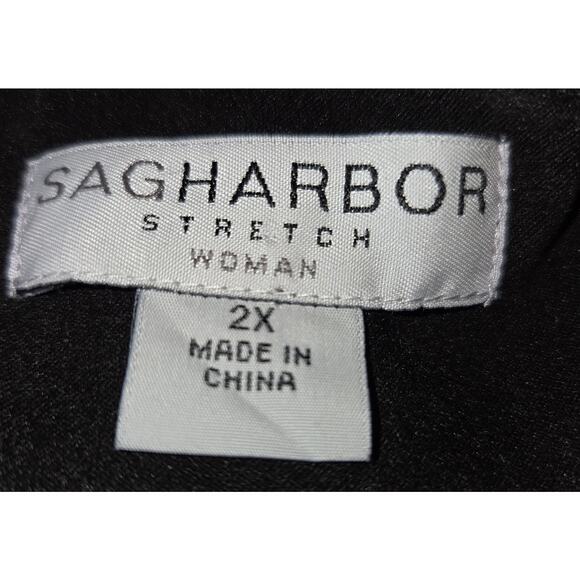 SAGHARBOR
STRETCH
WOMAN
2X
MADE IN
CHINA